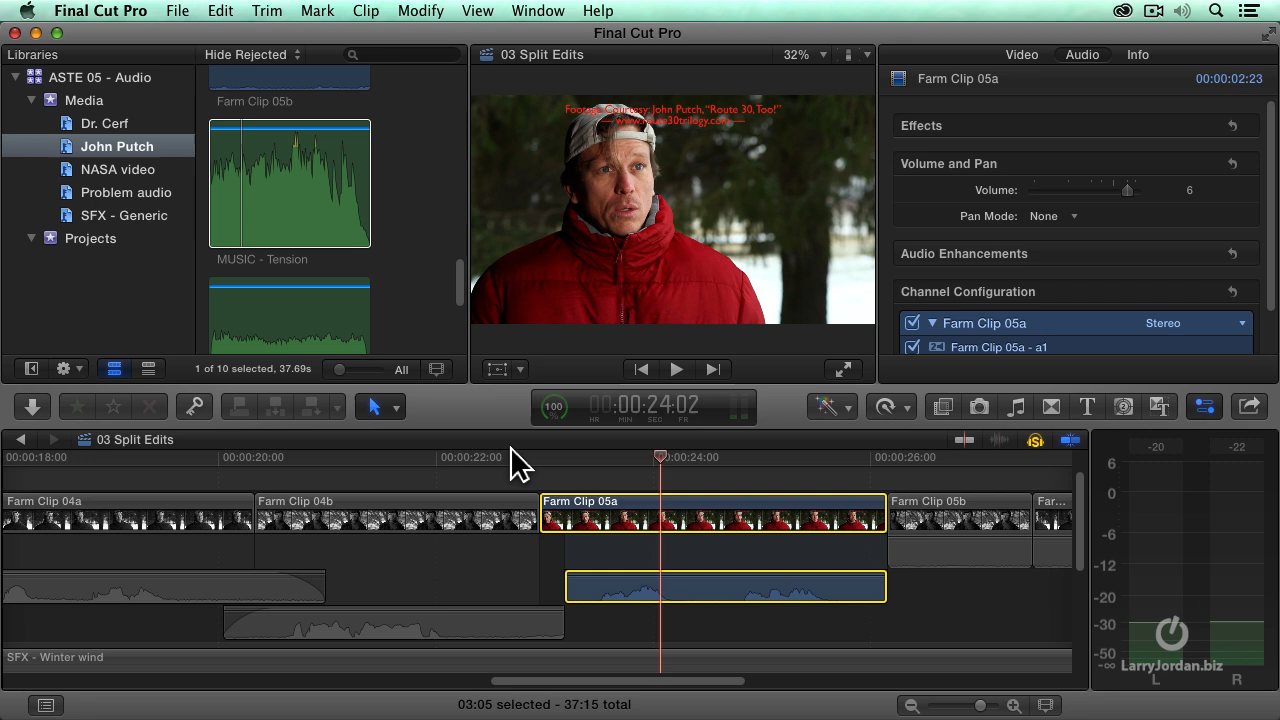 Final Cut Pro File Edit Trim Mark Clip Modify View Window Help
Final Cut Pro
Libraries
Hide Rejected
03 Split Edits
32%
Video Audio Info
ASTE 05 - Audio
Media
Dr. Cerf
John Putch
NASA video
Problem audio
SFX - Generic
Projects
Farm Clip 05b
MUSIC - Tension
1 of 10 selected, 37.69s
All
Footage Courtesy: John Putch, "Route 30, Too!"
— www.route30trilogy.com —
Farm Clip 05a
00:00:02:23
Effects
Volume and Pan
Volume: 6
Pan Mode: None
Audio Enhancements
Channel Configuration
Farm Clip 05a Stereo
Farm Clip 05a - a1
100
%
00:00:24:02
HR MIN SEC FR
03 Split Edits
00:00:18:00
00:00:20:00
00:00:22:00
:00:24:00
00:00:26:00
Farm Clip 04a
Farm Clip 04b
Farm Clip 05a
Farm Clip 05b
Far...
SFX - Winter wind
-20 -22
6
0
-6
-12
-20
-30
-50
-∞
LarryJordan.biz
L R
03:05 selected - 37:15 total